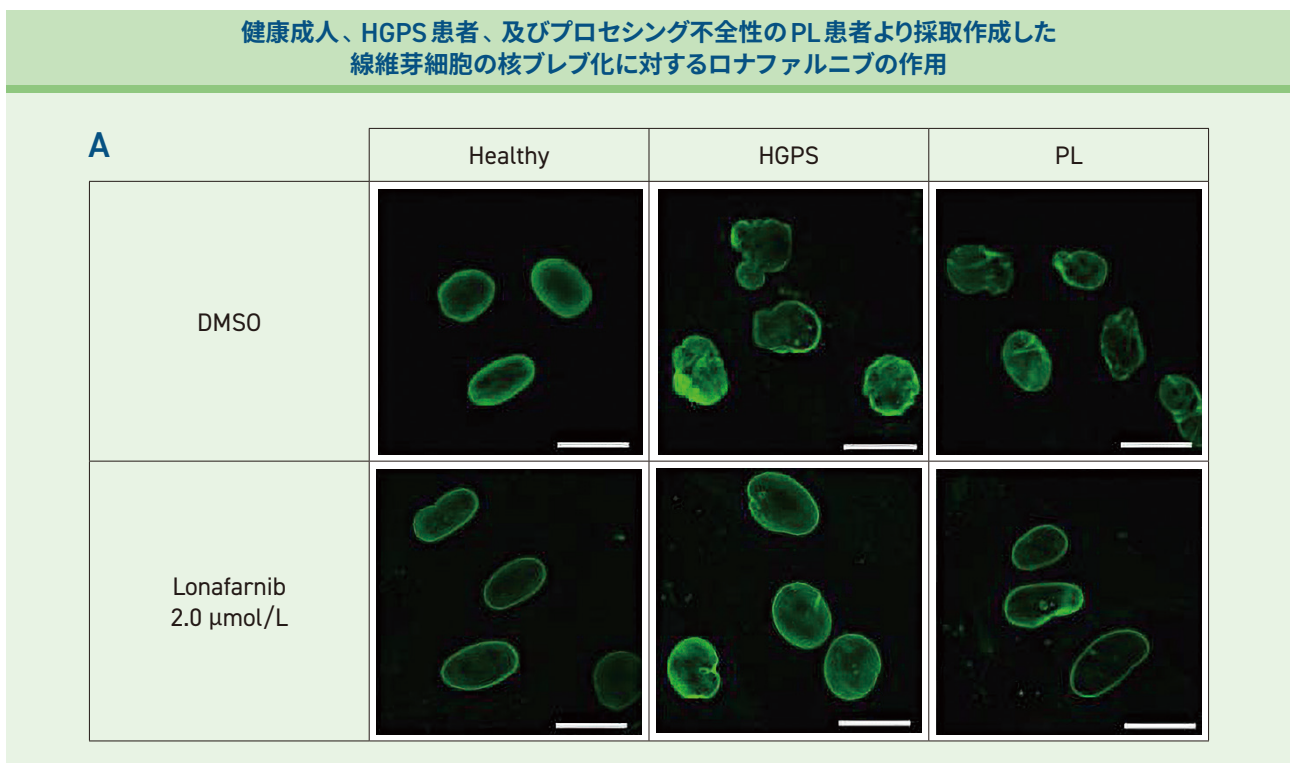 健康成人、HGPS患者、及びプロセシング不全性のPL患者より採取作成した
線維芽細胞の核ブレブ化に対するロナファルニブの作用
A
Healthy
HGPS
PL
DMSO
Lonafarnib
2.0 μmol/L